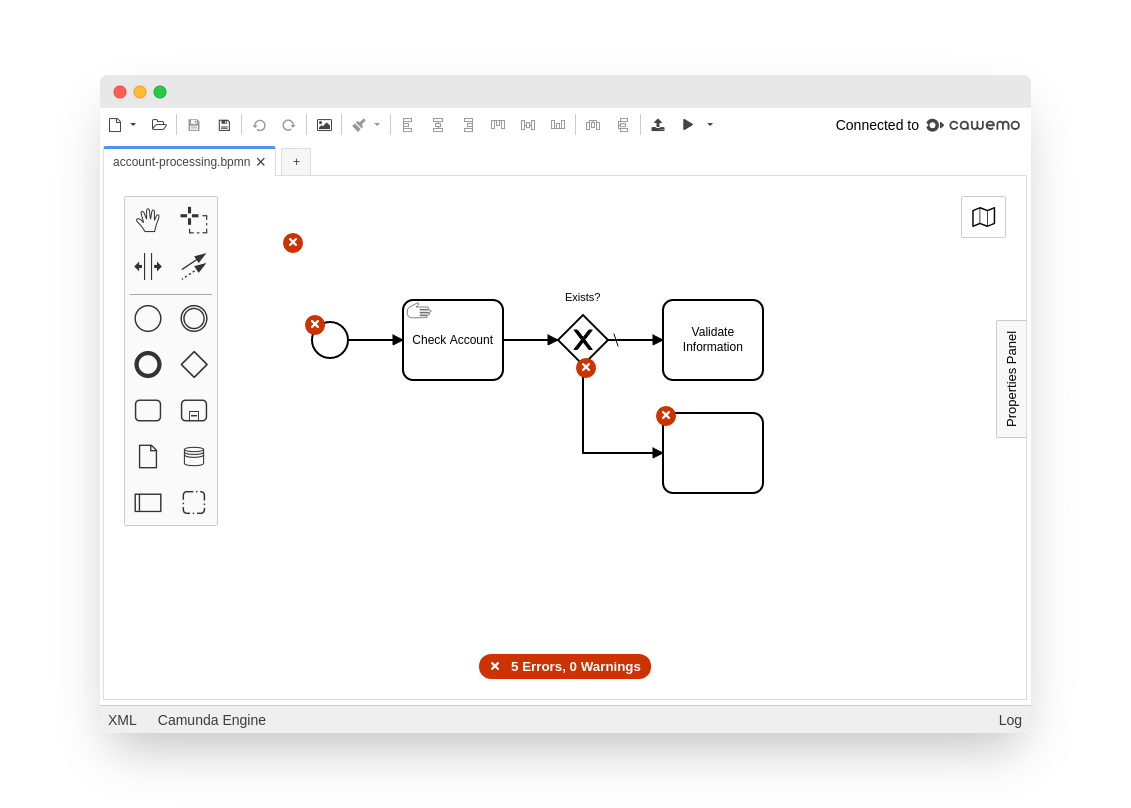 Connected to cawemo
account-processing.bpmn
+
Exists?
Check Account
Validate
Information
Properties Panel
5 Errors, 0 Warnings
XML
Camunda Engine
Log